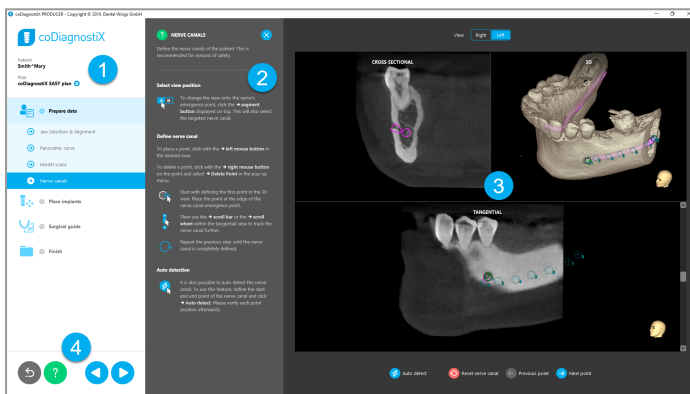 coDiagnostiX PRODUCER - Copyright © 2019, Dental Wings GmbH
coDiagnostiX
Patient
Smith^Mary
Plan
coDiagnostiX EASY plan
1
Prepare data
Jaw Selection & Alignment
Panoramic curve
Model scans
Nerve canals
Place implants
Surgical guide
Finish
4
?
? NERVE CANALS
Define the nerve canals of the patient. This is
recommended for reasons of safety.
2
Select view position
To change the view onto the nerve's
emergence point, click the ➔ segment
button displayed on top. This will also select
the targeted nerve canal.
Define nerve canal
To place a point, click with the ➔ left mouse button in
the desired view.
To delete a point, click with the ➔ right mouse button
on the point and select ➔ Delete Point in the pop-up
menu.
Start with defining the first point in the 3D
view. Place the point at the edge of the
nerve canal emergence point.
Then use the ➔ scroll bar or the ➔ scroll
wheel within the tangential view to track the
nerve canal further.
Repeat the previous step until the nerve
canal is completely defined.
Auto detection
It is also possible to auto detect the nerve
canal. To use this feature, define the start
and end point of the nerve canal and click
➔ Auto detect. Please verify each point
position afterwards.
View Right Left
CROSS-SECTIONAL
3D
3
TANGENTIAL
Auto detect Reset nerve canal Previous point Next point